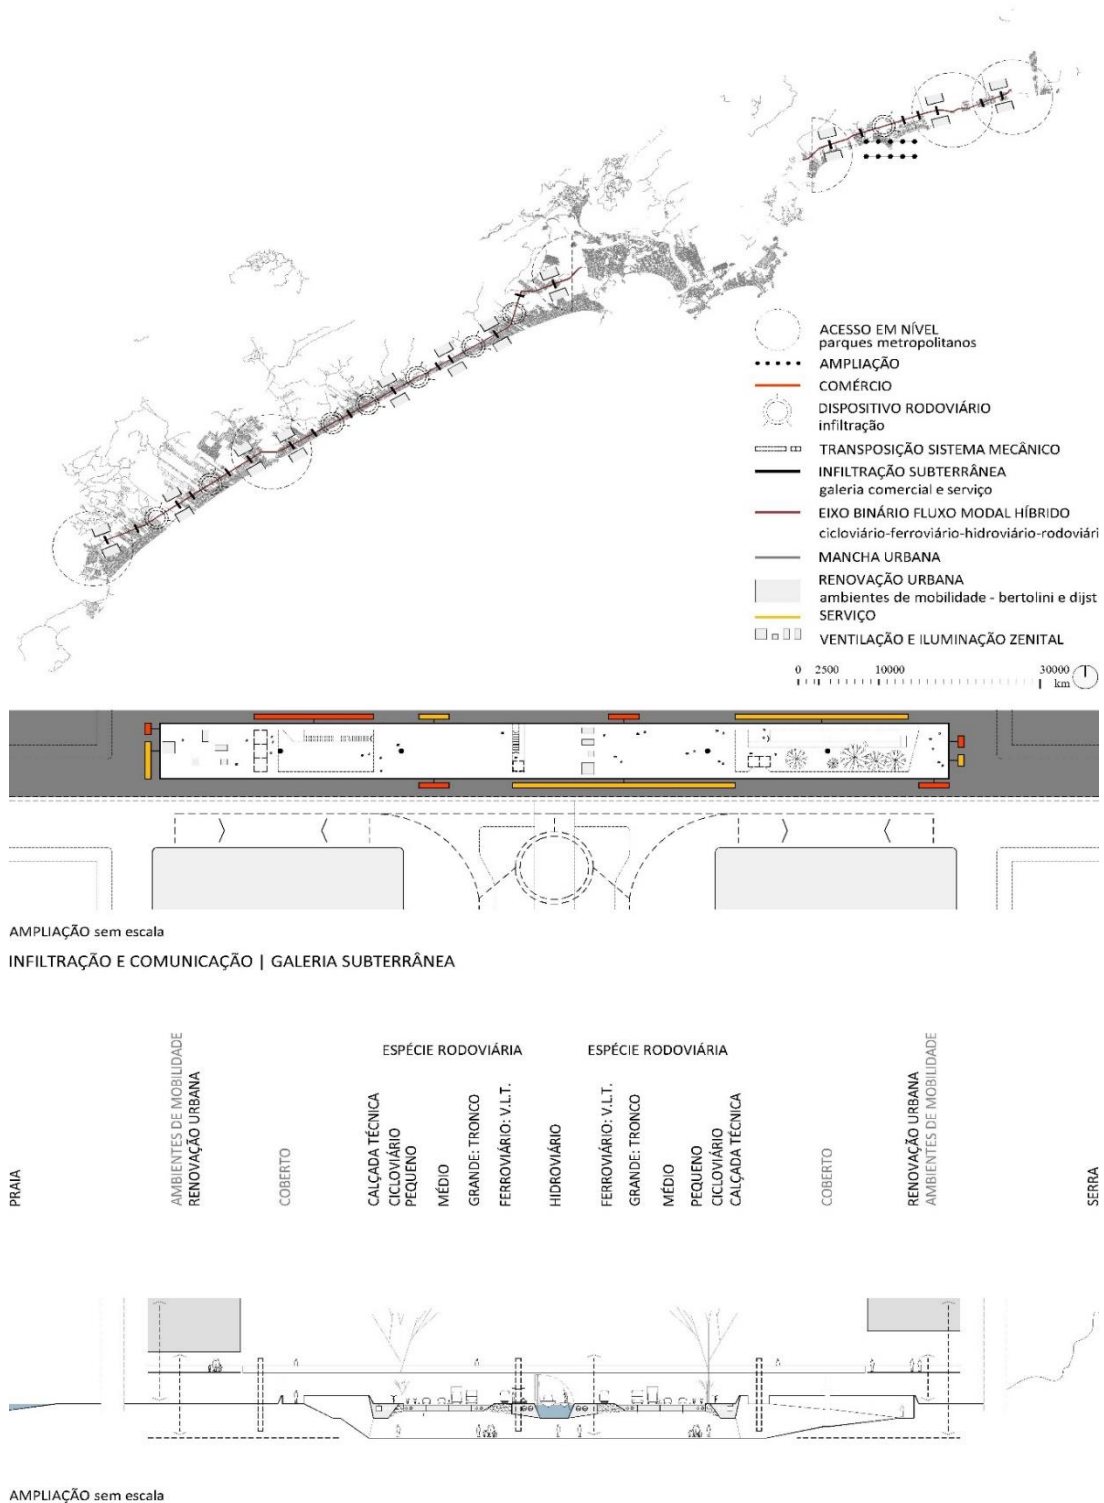 ACESSO EM NÍVEL
parques metropolitanos
AMPLIAÇÃO
COMÉRCIO
DISPOSITIVO RODOVIÁRIO
infiltração
TRANSPOSIÇÃO SISTEMA MECÂNICO
INFILTRAÇÃO SUBTERRÂNEA
galeria comercial e serviço
EIXO BINÁRIO FLUXO MODAL HÍBRIDO
cicloviário-ferroviário-hidroviário-rodoviári
MANCHA URBANA
RENOVAÇÃO URBANA
ambientes de mobilidade - bertolini e dijst
SERVIÇO
VENTILAÇÃO E ILUMINAÇÃO ZENITAL
0 2500 10000 30000
km
AMPLIAÇÃO sem escala
INFILTRAÇÃO E COMUNICAÇÃO | GALERIA SUBTERRÂNEA
ESPÉCIE RODOVIÁRIA
ESPÉCIE RODOVIÁRIA
PRAIA
AMBIENTES DE MOBILIDADE
RENOVAÇÃO URBANA
COBERTO
CALÇADA TÉCNICA
CICLOVIÁRIO
PEQUENO
MÉDIO
GRANDE: TRONCO
FERROVIÁRIO: V.L.T.
HIDROVIÁRIO
FERROVIÁRIO: V.L.T.
GRANDE: TRONCO
MÉDIO
PEQUENO
CICLOVIÁRIO
CALÇADA TÉCNICA
COBERTO
RENOVAÇÃO URBANA
AMBIENTES DE MOBILIDADE
SERRA
AMPLIAÇÃO sem escala